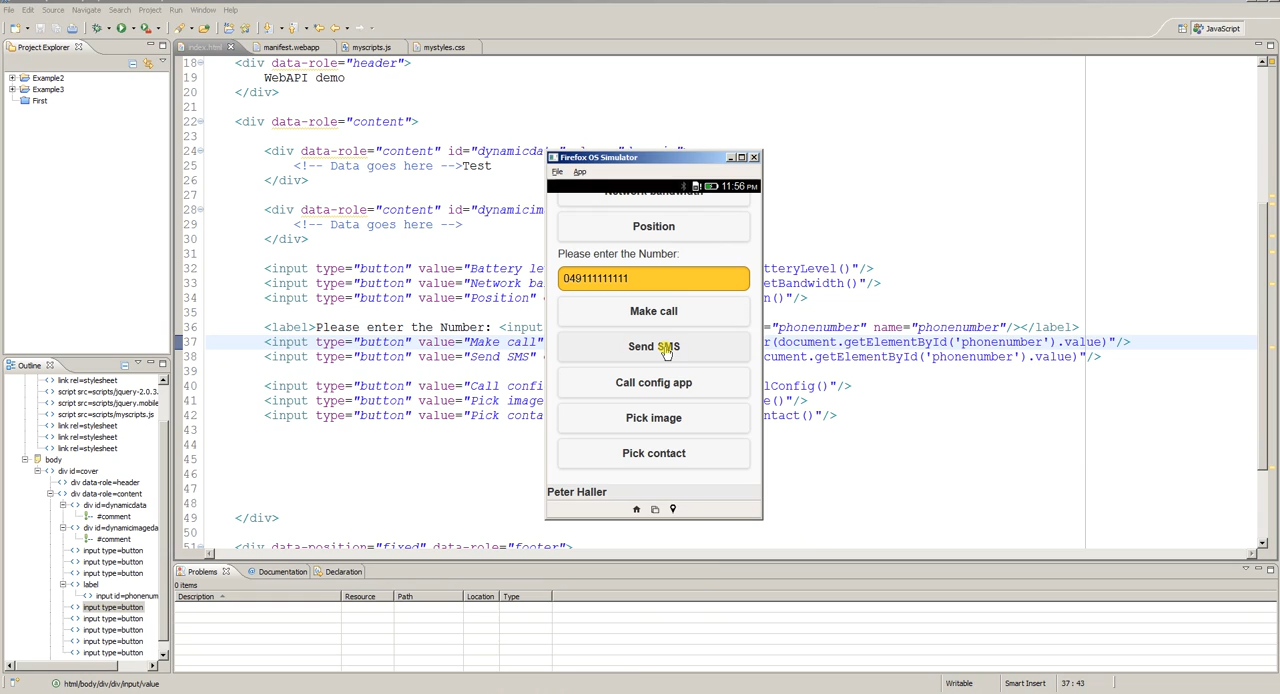 File Edit Source Navigate Search Project Run Window Help
JavaScript
Project Explorer
index.html
manifest.webapp
myscripts.js
mystyles.css
Example2
Example3
First
18 <div data-role="header">
19 WebAPI demo
20 </div>
21
22 <div data-role="content">
23
24 <div data-role="content" id="dynamicdat
25 <!-- Data goes here -->Test
26 </div>
27
28 <div data-role="content" id="dynamicim
29 <!-- Data goes here -->
30 </div>
31
32 <input type="button" value="Battery le tteryLevel()"/>
33 <input type="button" value="Network ba etBandwidth()"/>
34 <input type="button" value="Position" on()"/>
35
36 <label>Please enter the Number: <input ="phonenumber" name="phonenumber"/></label>
37 <input type="button" value="Make call" r(document.getElementById('phonenumber').value)"/>
38 <input type="button" value="Send SMS" ocument.getElementById('phonenumber').value)"/>
39
40 <input type="button" value="Call confi lConfig()"/>
41 <input type="button" value="Pick imag e()"/>
42 <input type="button" value="Pick conta ntact()"/>
43
44
45
46
47
48
49 </div>
50
51 <div data-position="fixed" data-role="footer">
Firefox OS Simulator
File App
11:56 PM
Network bandwidth
Position
Please enter the Number:
049111111111
Make call
Send SMS
Call config app
Pick image
Pick contact
Peter Haller
Outline
link rel=stylesheet
script src=scripts/jquery-2.0.3.
script src=scripts/jquery.mobile
script src=scripts/myscripts.js
link rel=stylesheet
link rel=stylesheet
link rel=stylesheet
body
div id=cover
div data-role=header
div data-role=content
div id=dynamicdata
#comment
div id=dynamicimageda
#comment
input type=button
input type=button
input type=button
label
input id=phonenum
input type=button
input type=button
input type=button
input type=button
input type=button
Problems
Documentation
Declaration
0 items
Description Resource Path Location Type
html/body/div/div/input/value
Writable
Smart Insert
37 : 43